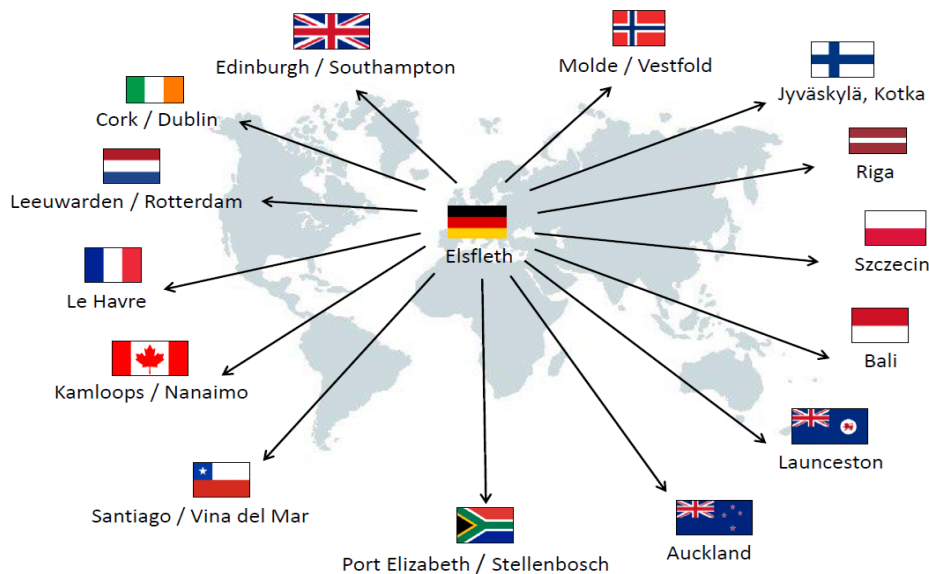 Edinburgh / Southampton
Molde / Vestfold
Jyväskylä, Kotka
Cork / Dublin
Riga
Leeuwarden / Rotterdam
Elsfleth
Szczecin
Le Havre
Bali
Kamloops / Nanaimo
Launceston
Santiago / Vina del Mar
Auckland
Port Elizabeth / Stellenbosch